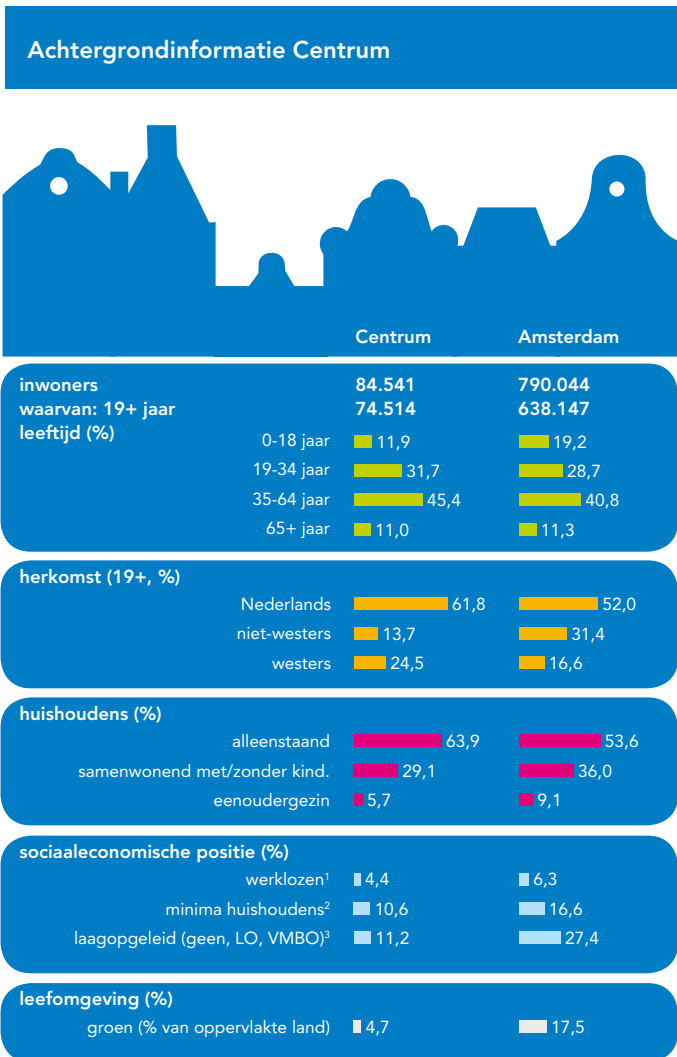 Achtergrondinformatie Centrum
Centrum Amsterdam
inwoners 84.541 790.044
waarvan: 19+ jaar 74.514 638.147
leeftijd (%)
0-18 jaar 11,9 19,2
19-34 jaar 31,7 28,7
35-64 jaar 45,4 40,8
65+ jaar 11,0 11,3
herkomst (19+, %)
Nederlands 61,8 52,0
niet-westers 13,7 31,4
westers 24,5 16,6
huishoudens (%)
alleenstaand 63,9 53,6
samenwonend met/zonder kind. 29,1 36,0
eenoudergezin 5,7 9,1
sociaaleconomische positie (%)
werklozen¹ 4,4 6,3
minima huishoudens² 10,6 16,6
laagopgeleid (geen, LO, VMBO)³ 11,2 27,4
leefomgeving (%)
groen (% van oppervlakte land) 4,7 17,5